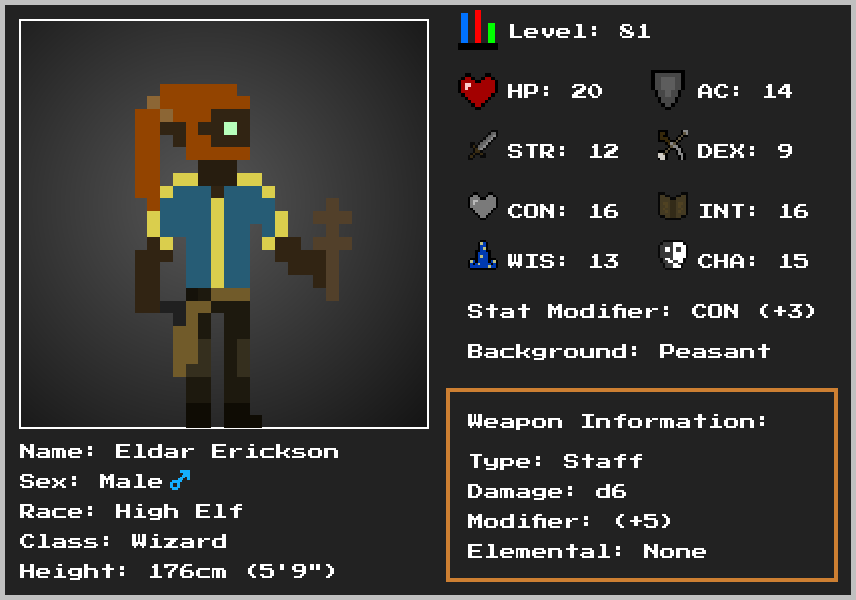 Level: 81
HP: 20 AC: 14
STR: 12 DEX: 9
CON: 16 INT: 16
WIS: 13 CHA: 15
Stat Modifier: CON (+3)
Background: Peasant
Weapon Information:
Type: Staff
Damage: d6
Modifier: (+5)
Elemental: None
Name: Eldar Erickson
Sex: Male♂
Race: High Elf
Class: Wizard
Height: 176cm (5'9")